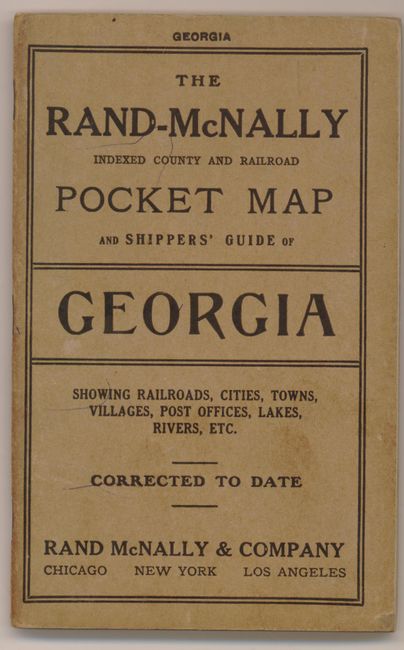 GEORGIA
THE
RAND-McNALLY
INDEXED COUNTY AND RAILROAD
POCKET MAP
AND SHIPPERS' GUIDE OF
GEORGIA
SHOWING RAILROADS, CITIES, TOWNS,
VILLAGES, POST OFFICES, LAKES,
RIVERS, ETC.
CORRECTED TO DATE
RAND McNALLY & COMPANY
CHICAGO NEW YORK LOS ANGELES